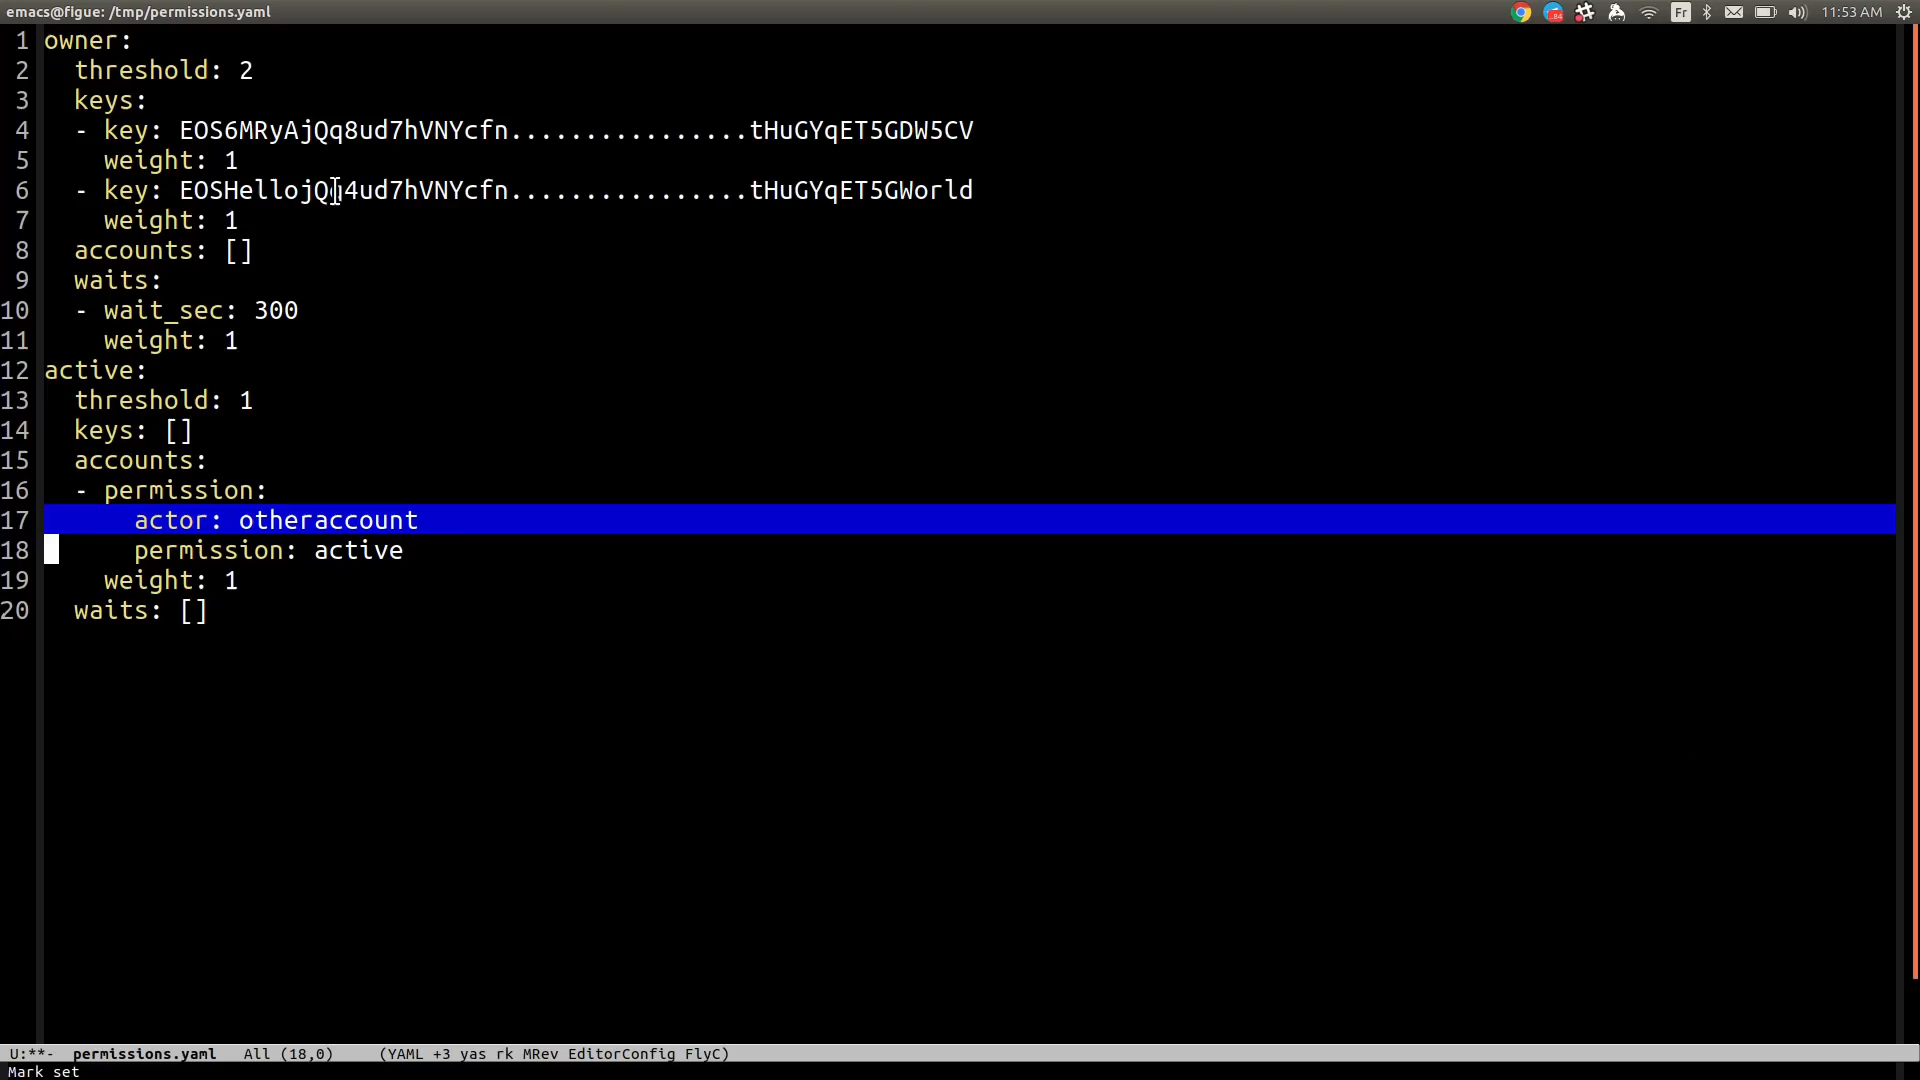 emacs@figue: /tmp/permissions.yaml
84 Fr 11:53 AM
1 owner:
2   threshold: 2
3   keys:
4   - key: EOS6MRyAjQq8ud7hVNYcfn................tHuGYqET5GDW5CV
5     weight: 1
6   - key: EOSHellojQq4ud7hVNYcfn................tHuGYqET5GWorld
7     weight: 1
8   accounts: []
9   waits:
10   - wait_sec: 300
11     weight: 1
12 active:
13   threshold: 1
14   keys: []
15   accounts:
16   - permission:
17       actor: otheraccount
18       permission: active
19     weight: 1
20   waits: []
U:**-  permissions.yaml   All (18,0)    (YAML +3 yas rk MRev EditorConfig FlyC)
Mark set